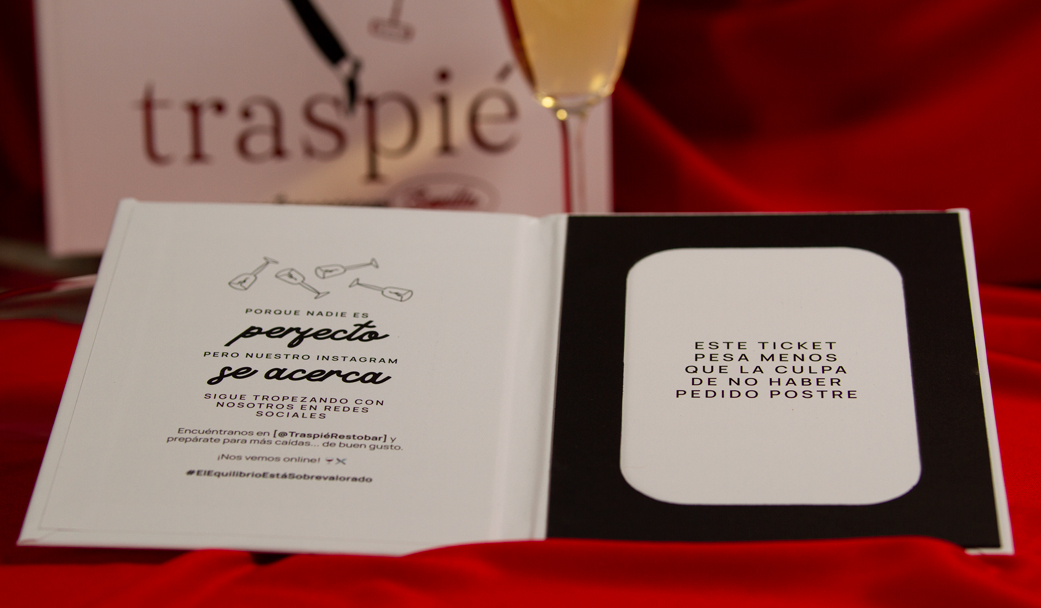 traspié
PORQUE NADIE ES
perfecto
PERO NUESTRO INSTAGRAM
se acerca
SIGUE TROPEZANDO CON
NOSOTROS EN REDES
SOCIALES
Encuéntranos en [@TraspiéRestobar] y
prepárate para más caídas... de buen gusto.
¡Nos vemos online!
#ElEquilibrioEstáSobrevalorado
ESTE TICKET
PESA MENOS
QUE LA CULPA
DE NO HABER
PEDIDO POSTRE